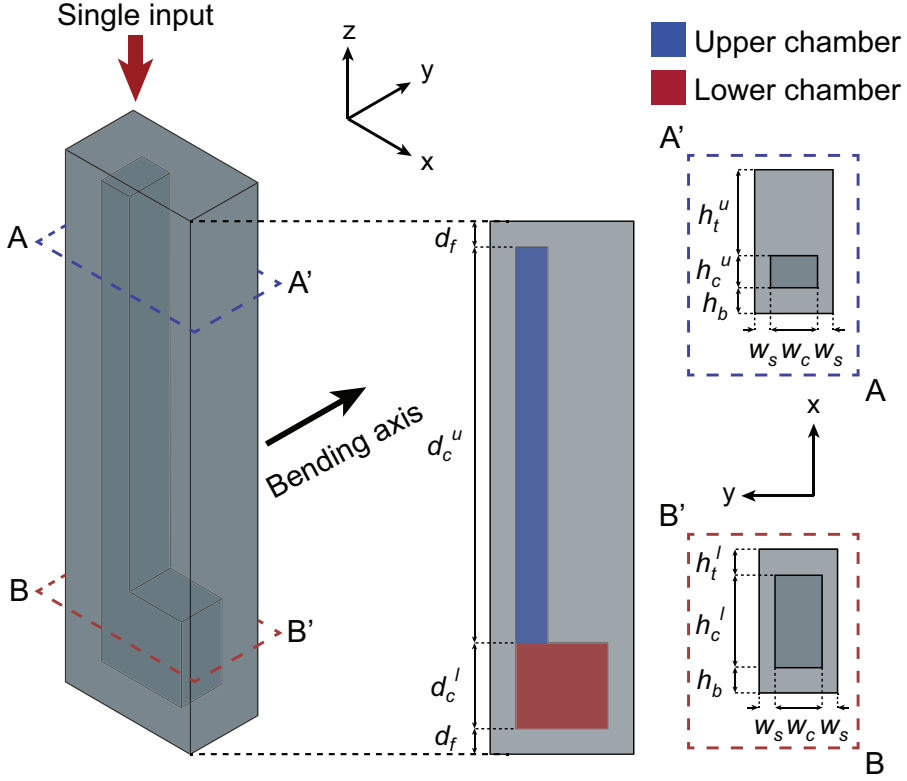 Single input
z
y
x
Upper chamber
Lower chamber
A
A'
B
B'
Bending axis
d_f
d_c^u
d_c^l
d_f
A'
h_t^u
h_c^u
h_b
w_s w_c w_s
A
x
y
B'
h_t^l
h_c^l
h_b
w_s w_c w_s
B